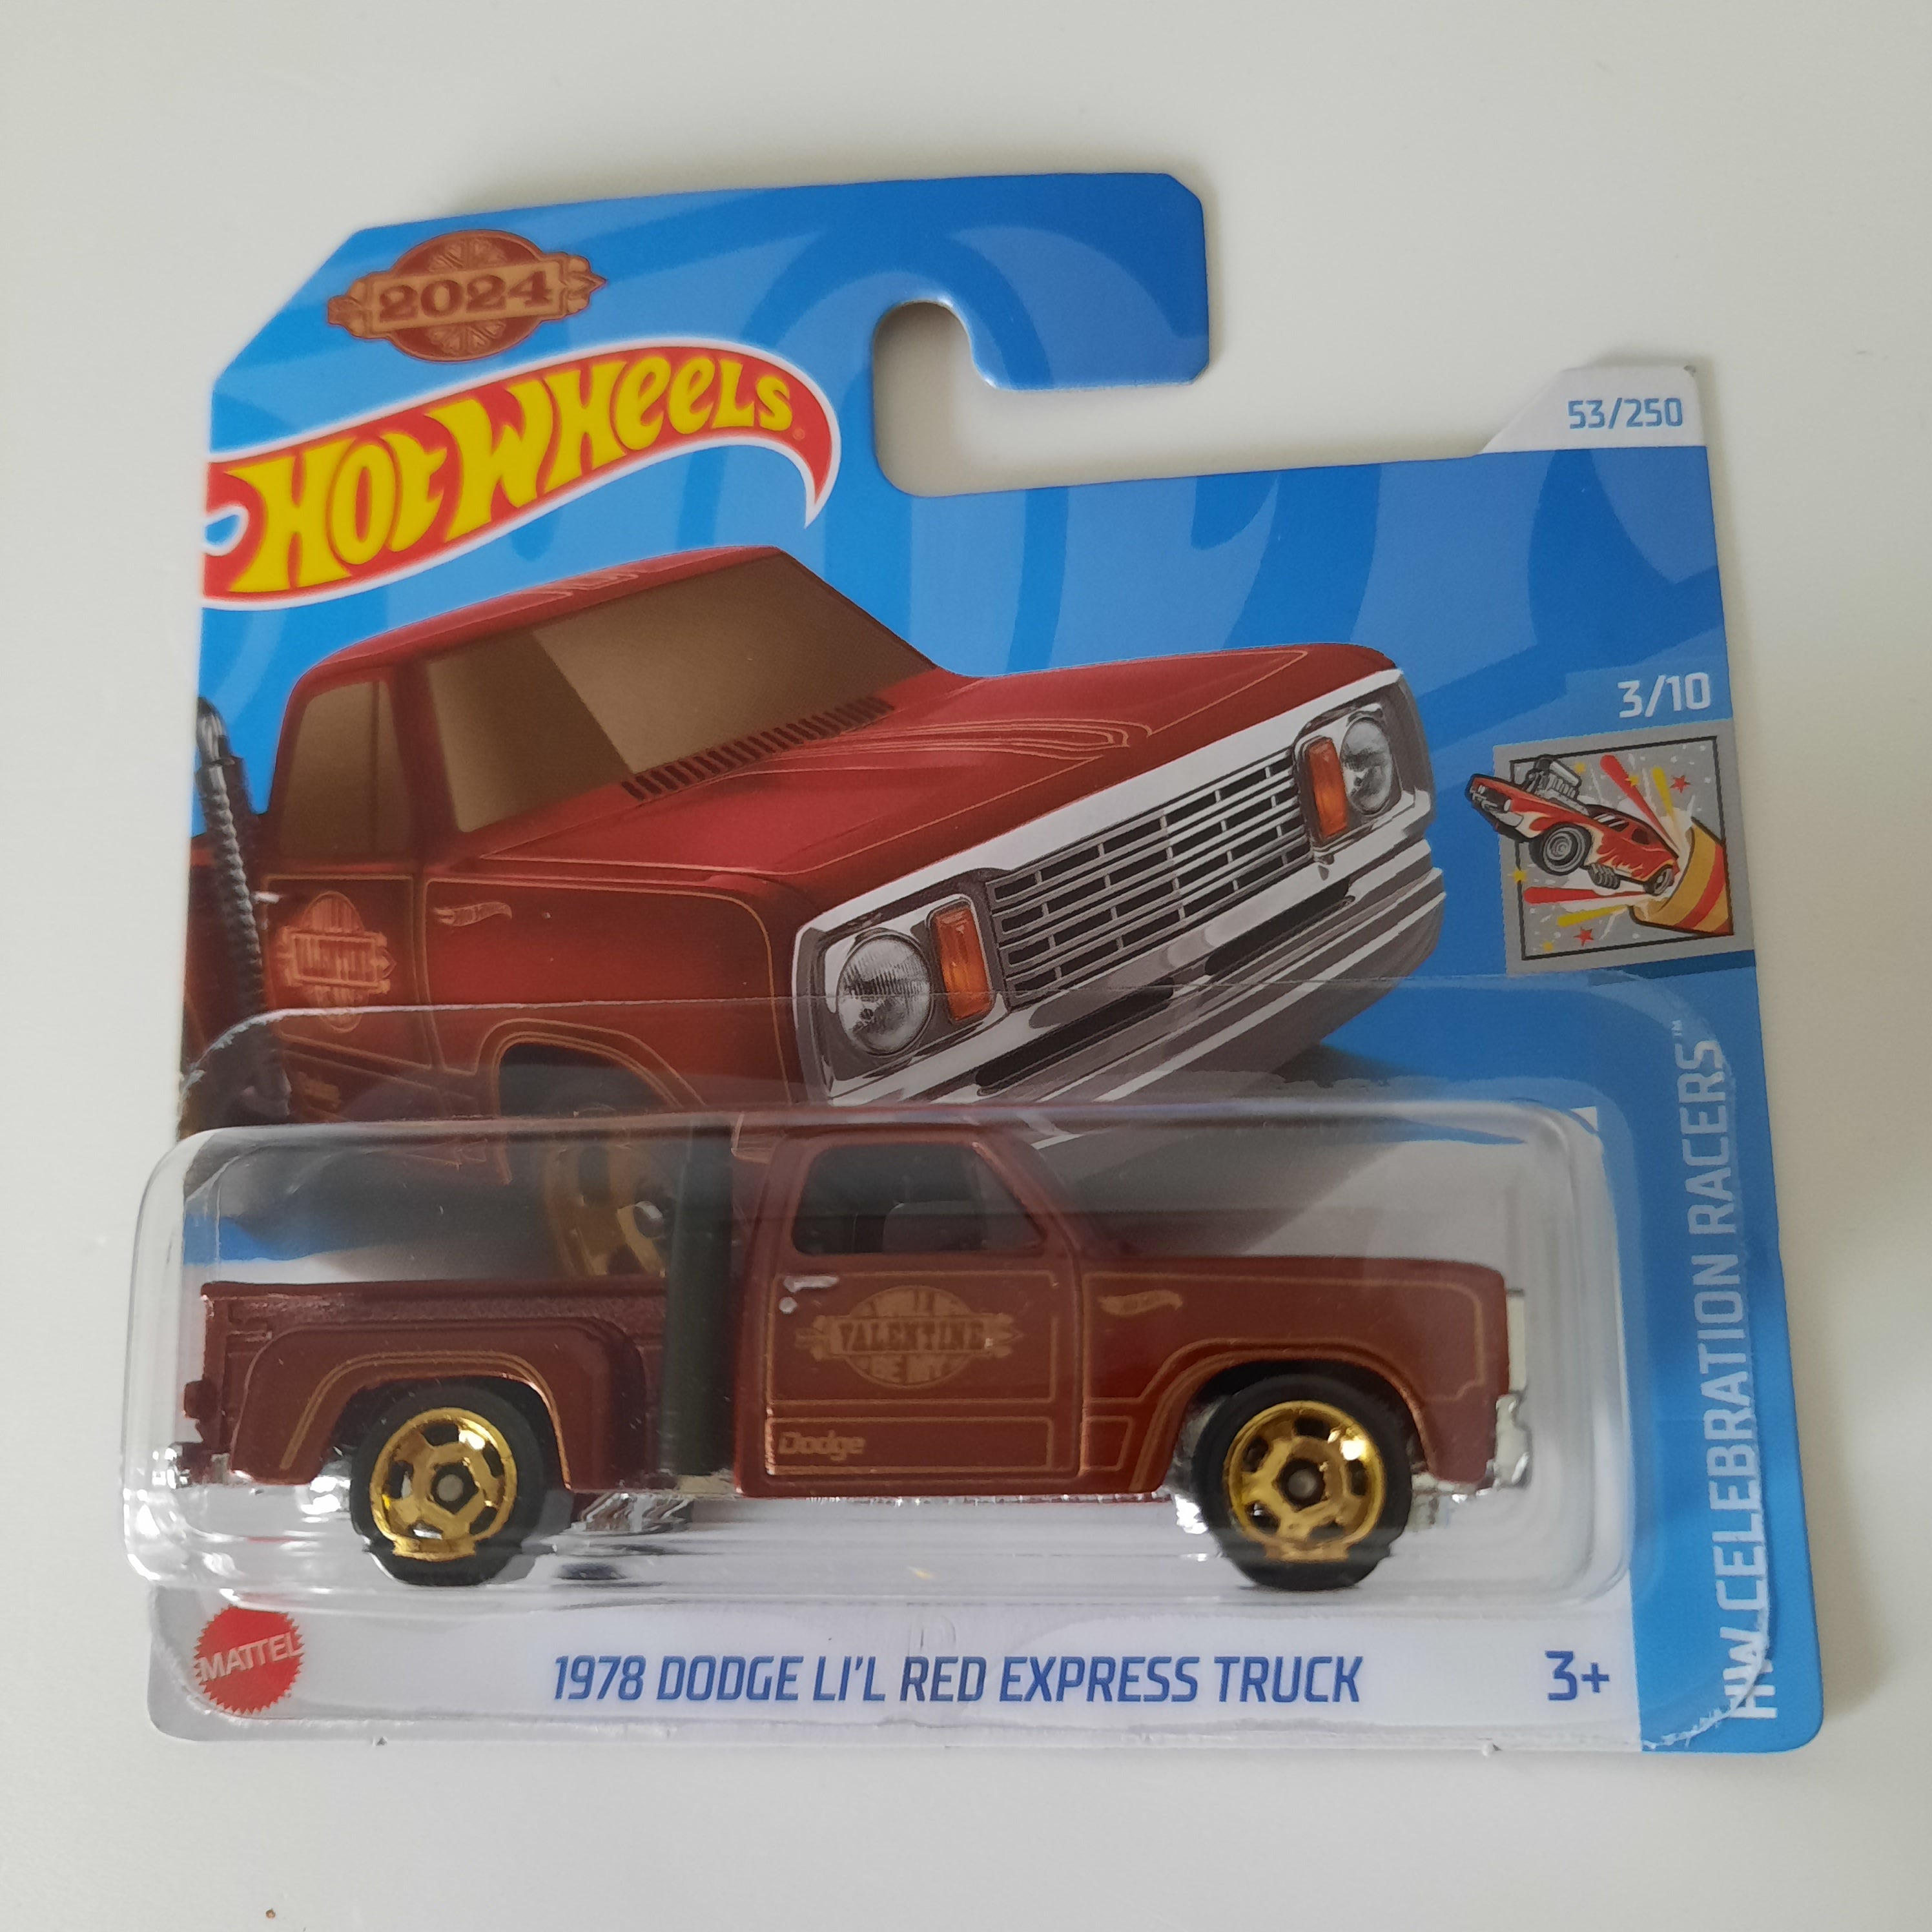 2024
HOT WHEELS
53/250
3/10
HW CELEBRATION RACERS™
VALENTINE
BE MY
Dodge
MATTEL
1978 DODGE LI'L RED EXPRESS TRUCK
3+